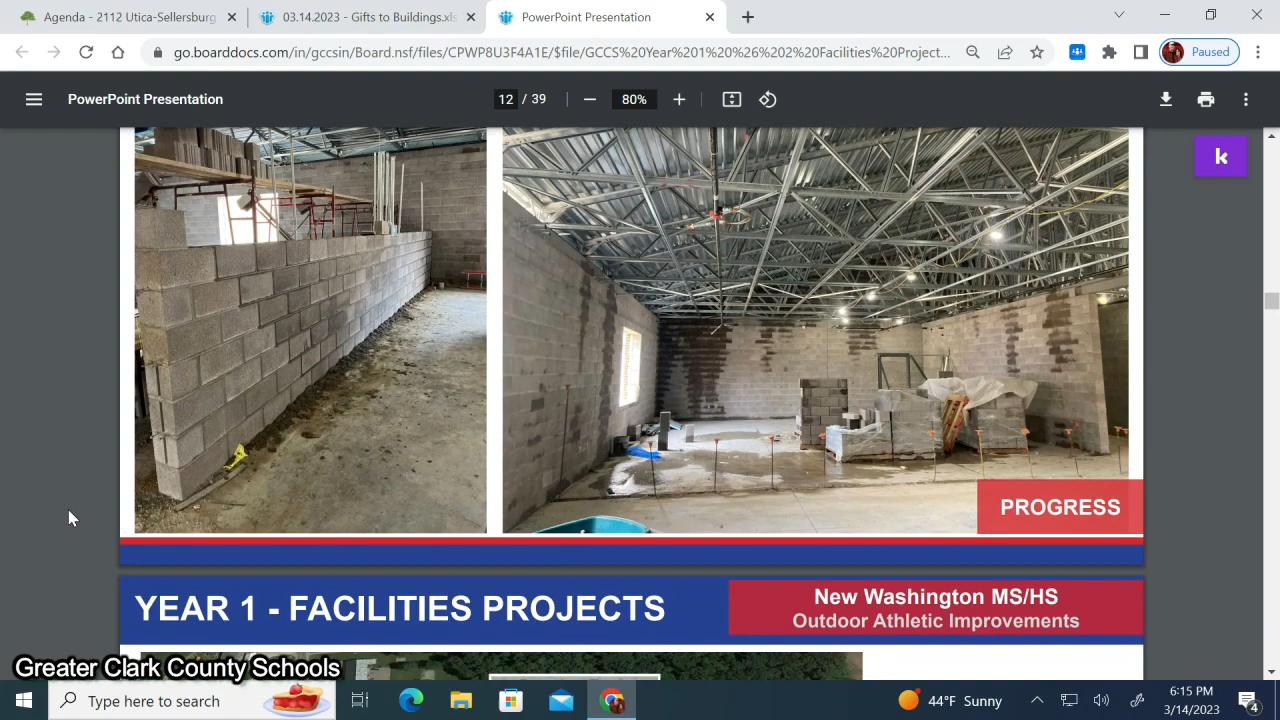 Agenda - 2112 Utica-Sellersburg
03.14.2023 - Gifts to Buildings.xls
PowerPoint Presentation
go.boarddocs.com/in/gccsin/Board.nsf/files/CPWP8U3F4A1E/$file/GCCS%20Year%201%20%26%202%20Facilities%20Project...
Paused
PowerPoint Presentation
12 / 39
80%
k
PROGRESS
YEAR 1 - FACILITIES PROJECTS
New Washington MS/HS
Outdoor Athletic Improvements
Greater Clark County Schools
Type here to search
44°F Sunny
6:15 PM
3/14/2023
4